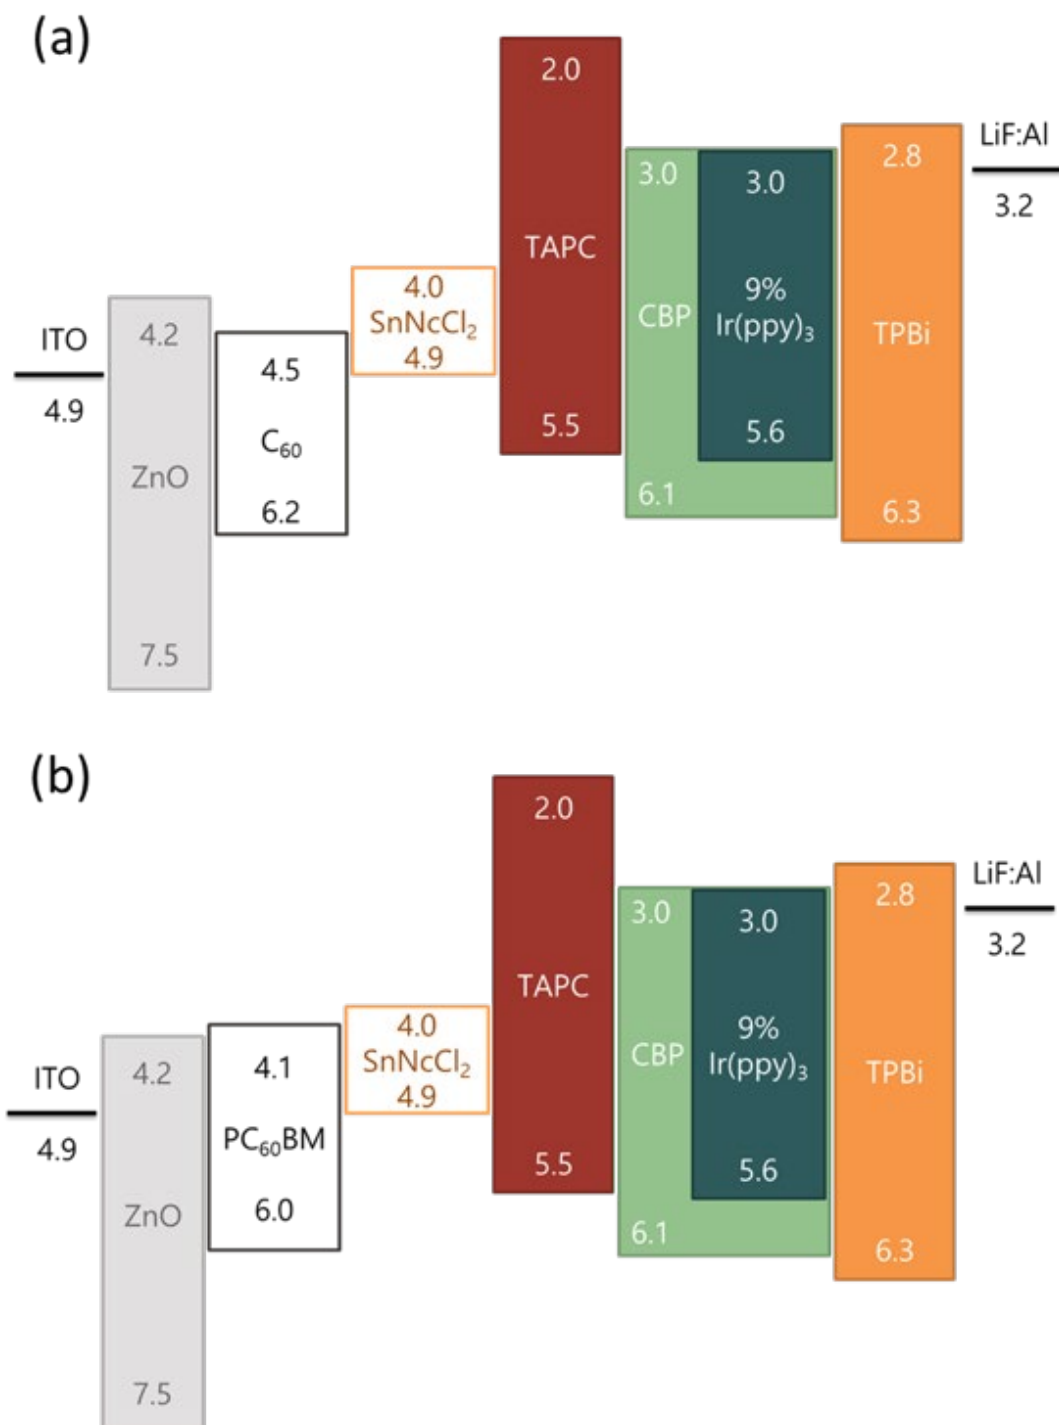 (a)
2.0
TAPC
5.5
3.0
CBP
6.1
3.0
9%
Ir(ppy)₃
5.6
2.8
TPBi
6.3
LiF:Al
3.2
4.0
SnNcCl₂
4.9
ITO
4.9
4.2
ZnO
7.5
4.5
C₆₀
6.2
(b)
2.0
TAPC
5.5
3.0
CBP
6.1
3.0
9%
Ir(ppy)₃
5.6
2.8
TPBi
6.3
LiF:Al
3.2
4.0
SnNcCl₂
4.9
ITO
4.9
4.2
ZnO
7.5
4.1
PC₆₀BM
6.0